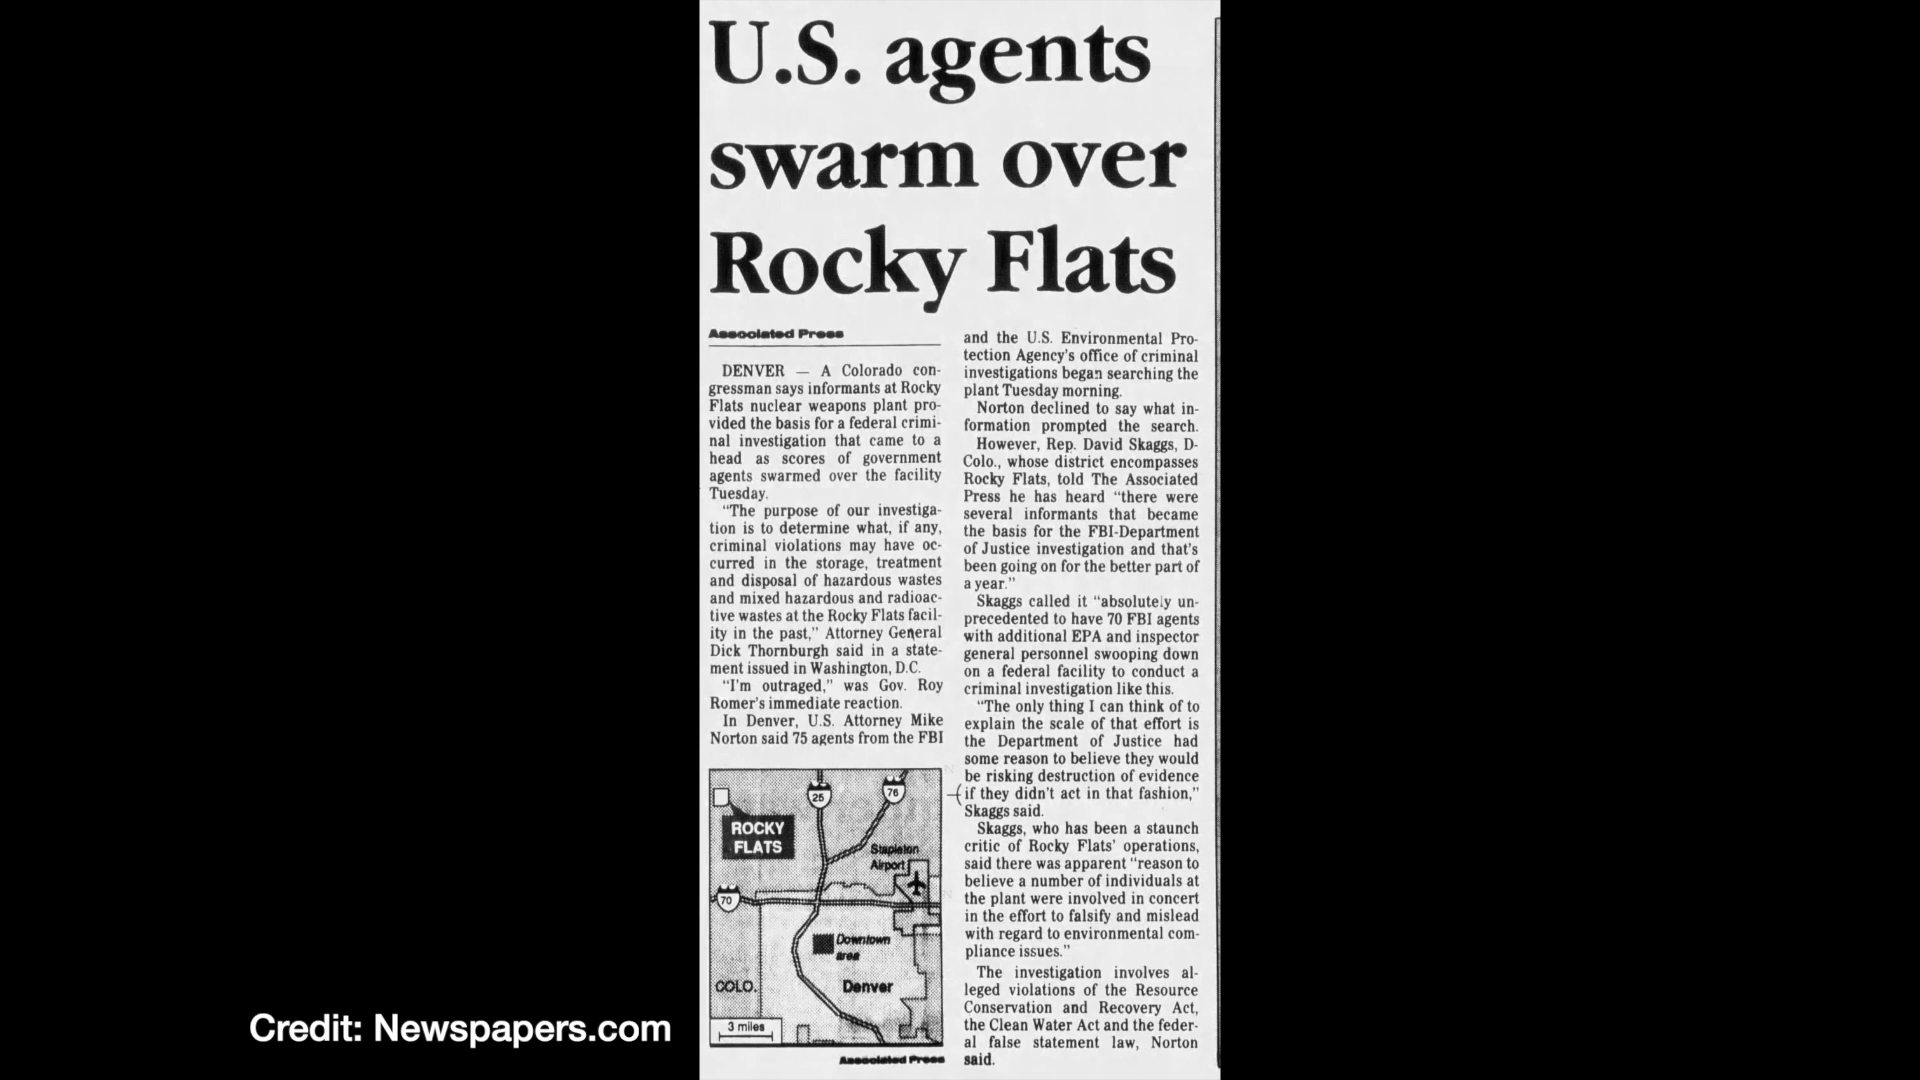 U.S. agents
swarm over
Rocky Flats
Associated Press
DENVER — A Colorado con-
gressman says informants at Rocky
Flats nuclear weapons plant pro-
vided the basis for a federal crimi-
nal investigation that came to a
head as scores of government
agents swarmed over the facility
Tuesday.
"The purpose of our investiga-
tion is to determine what, if any,
criminal violations may have oc-
curred in the storage, treatment
and disposal of hazardous wastes
and mixed hazardous and radioac-
tive wastes at the Rocky Flats facil-
ity in the past," Attorney General
Dick Thornburgh said in a state-
ment issued in Washington, D.C.
"I'm outraged," was Gov. Roy
Romer's immediate reaction.
In Denver, U.S. Attorney Mike
Norton said 75 agents from the FBI
and the U.S. Environmental Pro-
tection Agency's office of criminal
investigations began searching the
plant Tuesday morning.
Norton declined to say what in-
formation prompted the search.
However, Rep. David Skaggs, D-
Colo., whose district encompasses
Rocky Flats, told The Associated
Press he has heard "there were
several informants that became
the basis for the FBI-Department
of Justice investigation and that's
been going on for the better part of
a year."
Skaggs called it "absolutely un-
precedented to have 70 FBI agents
with additional EPA and inspector
general personnel swooping down
on a federal facility to conduct a
criminal investigation like this.
"The only thing I can think of to
explain the scale of that effort is
the Department of Justice had
some reason to believe they would
be risking destruction of evidence
if they didn't act in that fashion,"
Skaggs said.
Skaggs, who has been a staunch
critic of Rocky Flats' operations,
said there was apparent "reason to
believe a number of individuals at
the plant were involved in concert
in the effort to falsify and mislead
with regard to environmental com-
pliance issues."
The investigation involves al-
leged violations of the Resource
Conservation and Recovery Act,
the Clean Water Act and the feder-
al false statement law, Norton
said.
25
76
ROCKY
FLATS
Stapleton
Airport
70
Downtown
area
COLO.
Denver
3 miles
Associated Press
Credit: Newspapers.com